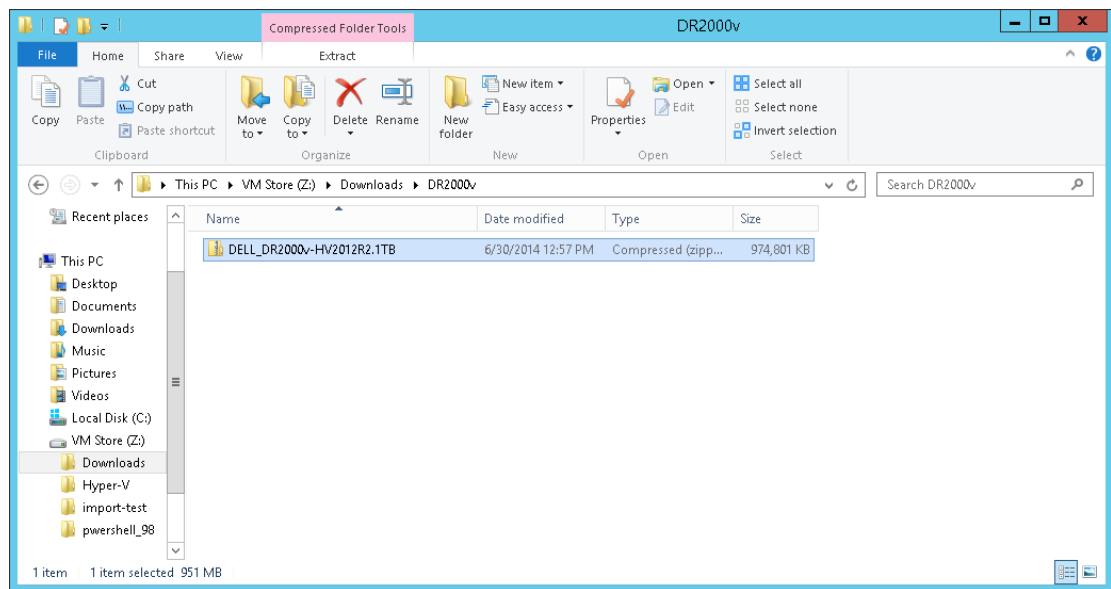 Compressed Folder Tools
DR2000v
File Home Share View Extract
Copy
Paste
Cut
Copy path
Paste shortcut
Clipboard
Move to
Copy to
Delete
Rename
Organize
New folder
New item
Easy access
New
Properties
Open
Edit
Open
Select all
Select none
Invert selection
Select
This PC VM Store (Z:) Downloads DR2000v
Search DR2000v
Recent places
This PC
Desktop
Documents
Downloads
Music
Pictures
Videos
Local Disk (C:)
VM Store (Z:)
Downloads
Hyper-V
import-test
pwershell_98
Name Date modified Type Size
DELL_DR2000v-HV2012R2.1TB 6/30/2014 12:57 PM Compressed (zipp... 974,801 KB
1 item 1 item selected 951 MB